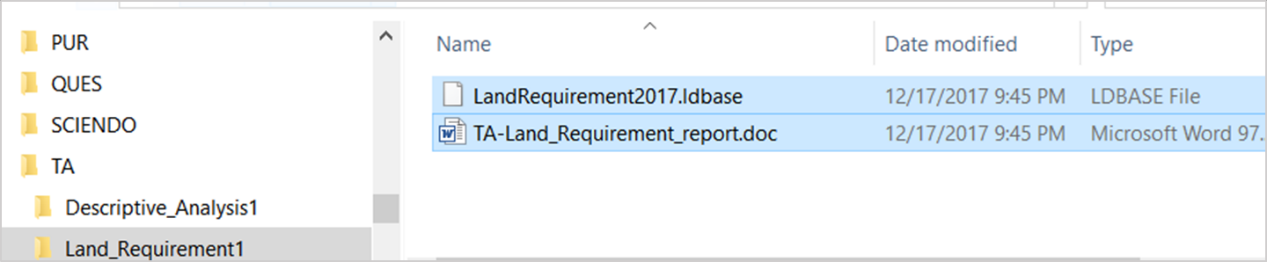 PUR
QUES
SCIENDO
TA
Descriptive_Analysis1
Land_Requirement1
Name Date modified Type
LandRequirement2017.ldbase 12/17/2017 9:45 PM LDBASE File
TA-Land_Requirement_report.doc 12/17/2017 9:45 PM Microsoft Word 97.